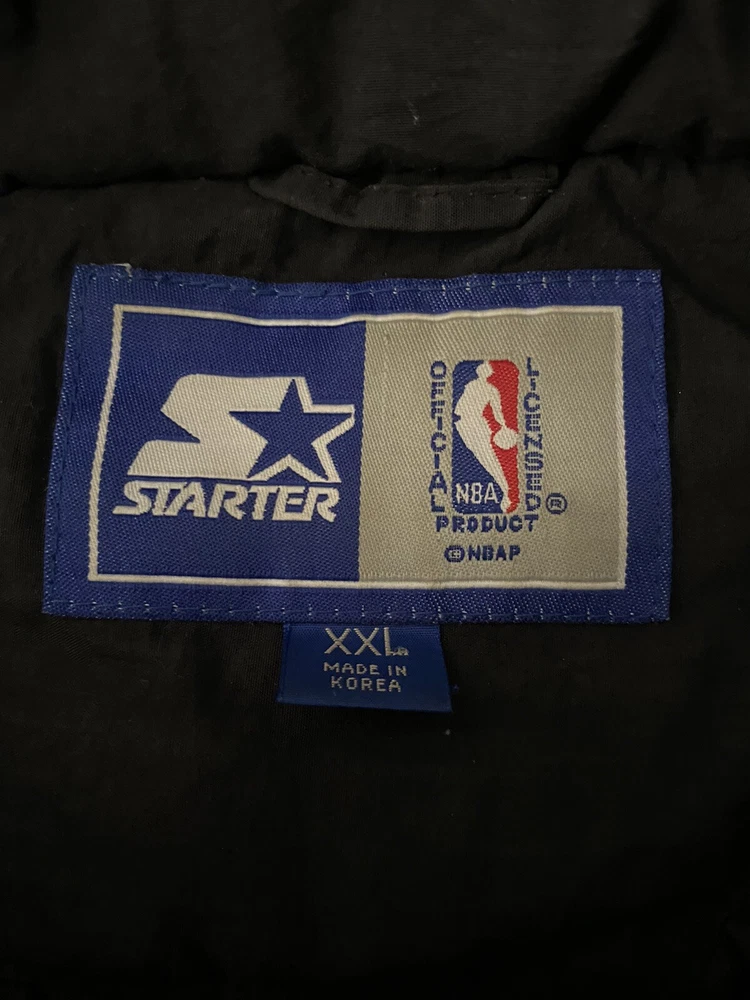 STARTER
OFFICIAL
LICENSED®
NBA
PRODUCT
©NBAP
XXL
MADE IN
KOREA